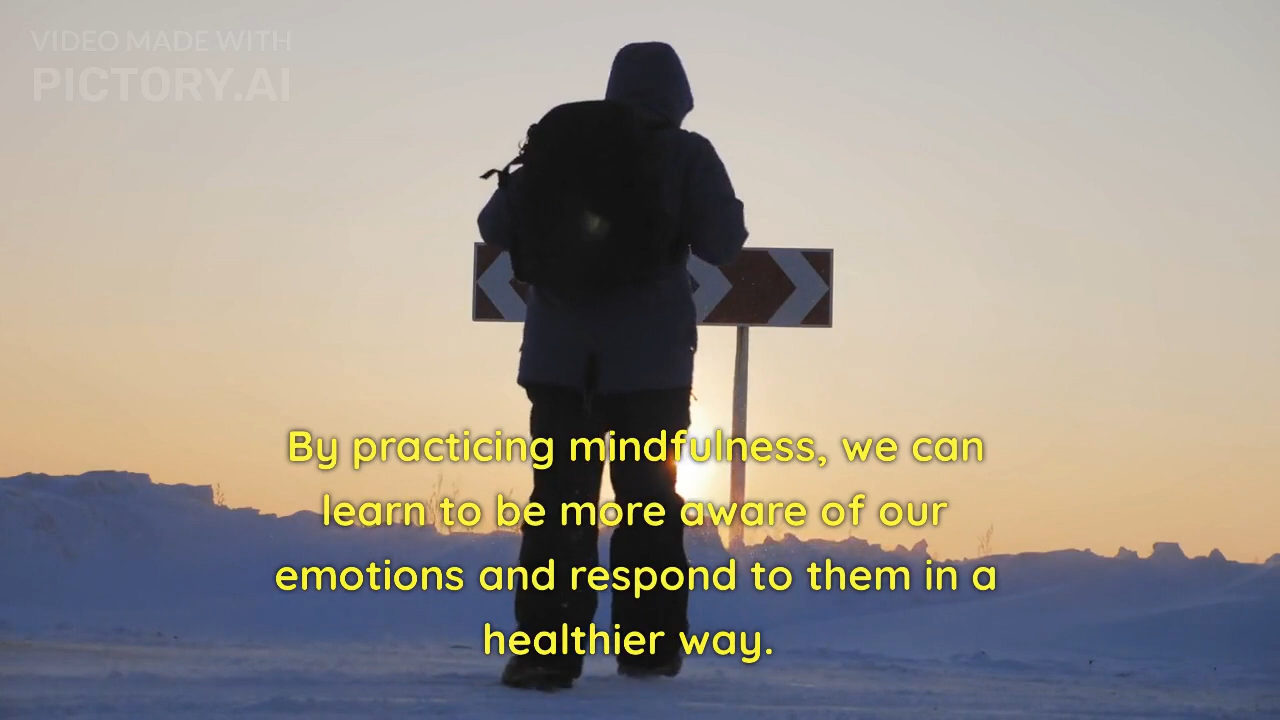 VIDEO MADE WITH
PICTORY.AI
By practicing mindfulness, we can
learn to be more aware of our
emotions and respond to them in a
healthier way.